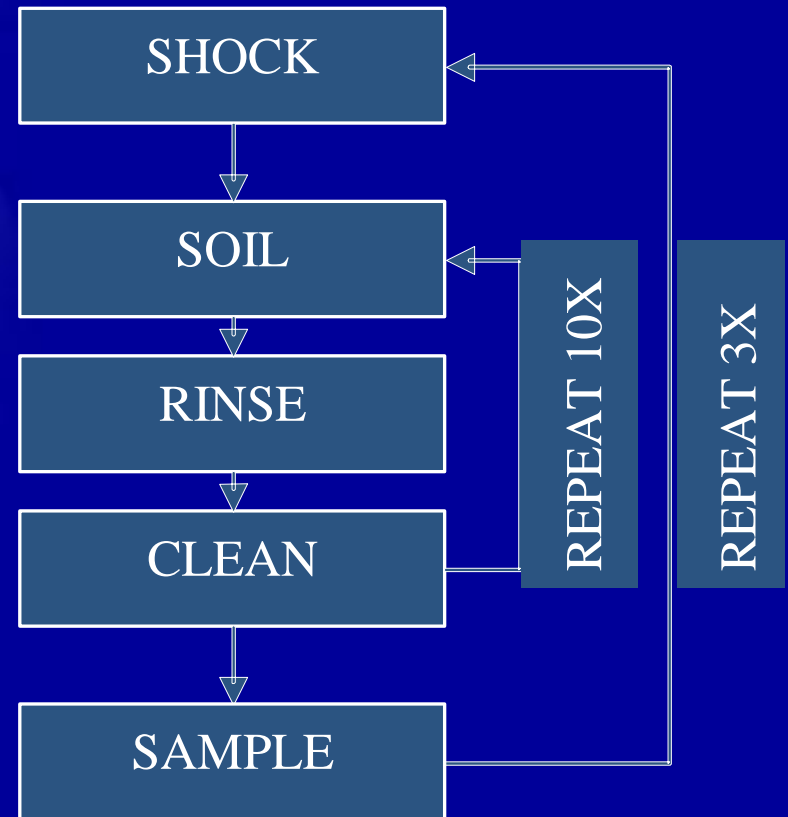 SHOCK
SOIL
RINSE
CLEAN
SAMPLE
REPEAT 10X
REPEAT 3X